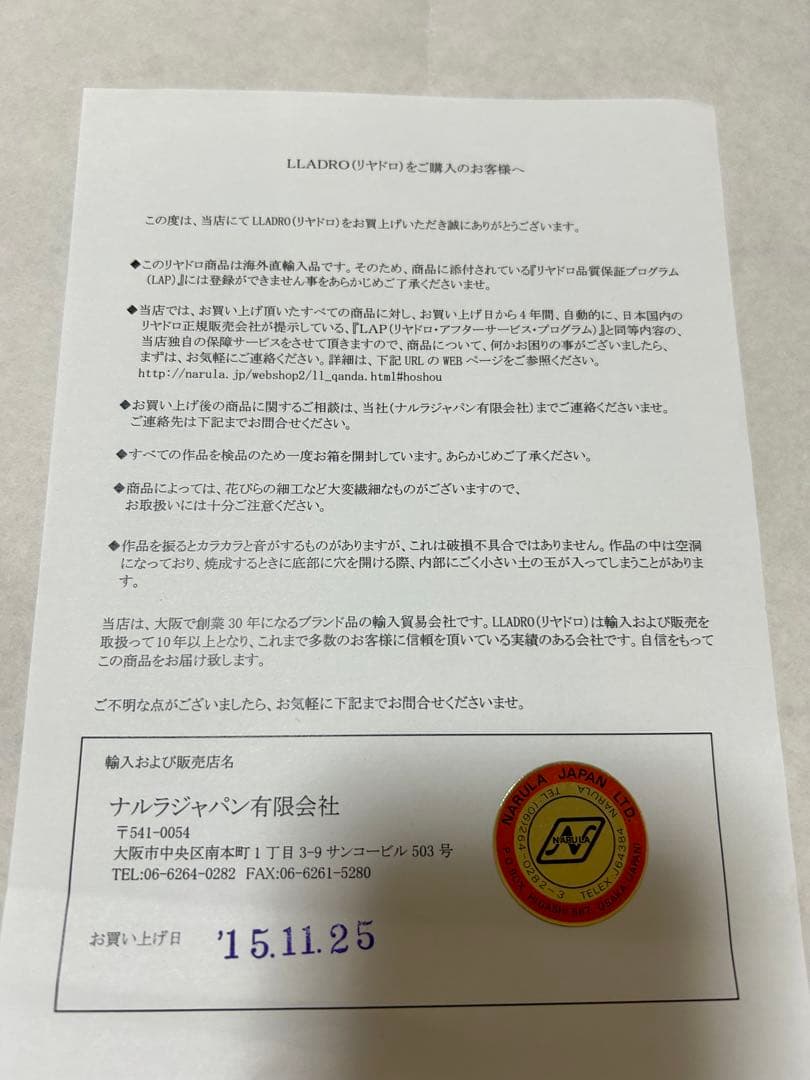 LLADRO(リヤドロ)をご購入のお客様へ
この度は、当店にて LLADRO(リヤドロ)をお買上げいただき誠にありがとうございます。
◆このリヤドロ商品は海外直輸入品です。そのため、商品に添付されている『リヤドロ品質保証プログラム
(LAP)』には登録ができません事をあらかじめご了承くださいませ。
◆当店では、お買い上げ頂いたすべての商品に対し、お買い上げ日から4年間、自動的に、日本国内の
リヤドロ正規販売会社が提示している、『LAP(リヤドロ・アフターサービス・プログラム)』と同等内容の、
当店独自の保障サービスをさせて頂きますので、商品について、何かお困りの事がございましたら、
まずは、お気軽にご連絡ください。詳細は、下記 URL の WEB ページをご参照ください。
http://narula.jp/webshop2/ll_qanda.html#hoshou
◆お買い上げ後の商品に関するご相談は、当社(ナルラジャパン有限会社)までご連絡くださいませ。
ご連絡先は下記までお問合せください。
◆すべての作品を検品のため一度お箱を開封しています。あらかじめご了承ください。
◆商品によっては、花びらの細工など大変繊細なものがございますので、
お取扱いには十分ご注意ください。
◆作品を振るとカラカラと音がするものがありますが、これは破損不具合ではありません。作品の中は空洞
になっており、焼成するときに底部に穴を開ける際、内部にごく小さい土の玉が入ってしまうことがありま
す。
当店は、大阪で創業 30 年になるブランド品の輸入貿易会社です。LLADRO(リヤドロ)は輸入および販売を
取扱って 10 年以上となり、これまで多数のお客様に信頼を頂いている実績のある会社です。自信をもって
この商品をお届け致します。
ご不明な点がございましたら、お気軽に下記までお問合せくださいませ。
輸入および販売店名
ナルラジャパン有限会社
〒541-0054
大阪市中央区南本町 1 丁目 3-9 サンコービル 503 号
TEL:06-6264-0282 FAX:06-6261-5280
お買い上げ日 '15.11.25
NARULA JAPAN LTD.
P.O.BOX HIGASHI 587 OSAKA (JAPAN)
TEL-(06)264-0282-3 TELEX J64384 NARULA
NARULA